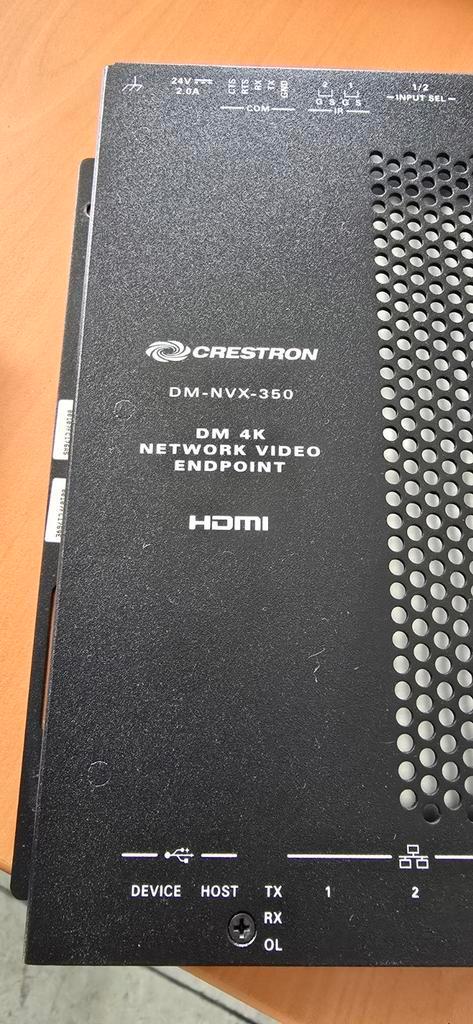 24V
2.0A
CTS
RTS
RX
TX
GND
COM
2 1
G S G S
IR
1/2
INPUT SEL
CRESTRON
DM-NVX-350
DM 4K
NETWORK VIDEO
ENDPOINT
HDMI
DEVICE HOST TX 1 2
RX
OL